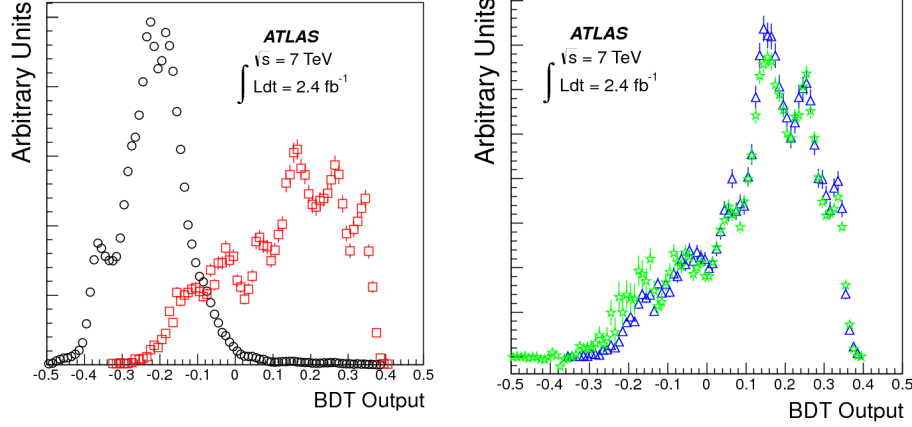 Arbitrary Units
ATLAS
√s = 7 TeV
∫ Ldt = 2.4 fb⁻¹
-0.5 -0.4 -0.3 -0.2 -0.1 0 0.1 0.2 0.3 0.4 0.5
BDT Output
Arbitrary Units
ATLAS
√s = 7 TeV
∫ Ldt = 2.4 fb⁻¹
-0.5 -0.4 -0.3 -0.2 -0.1 0 0.1 0.2 0.3 0.4 0.5
BDT Output